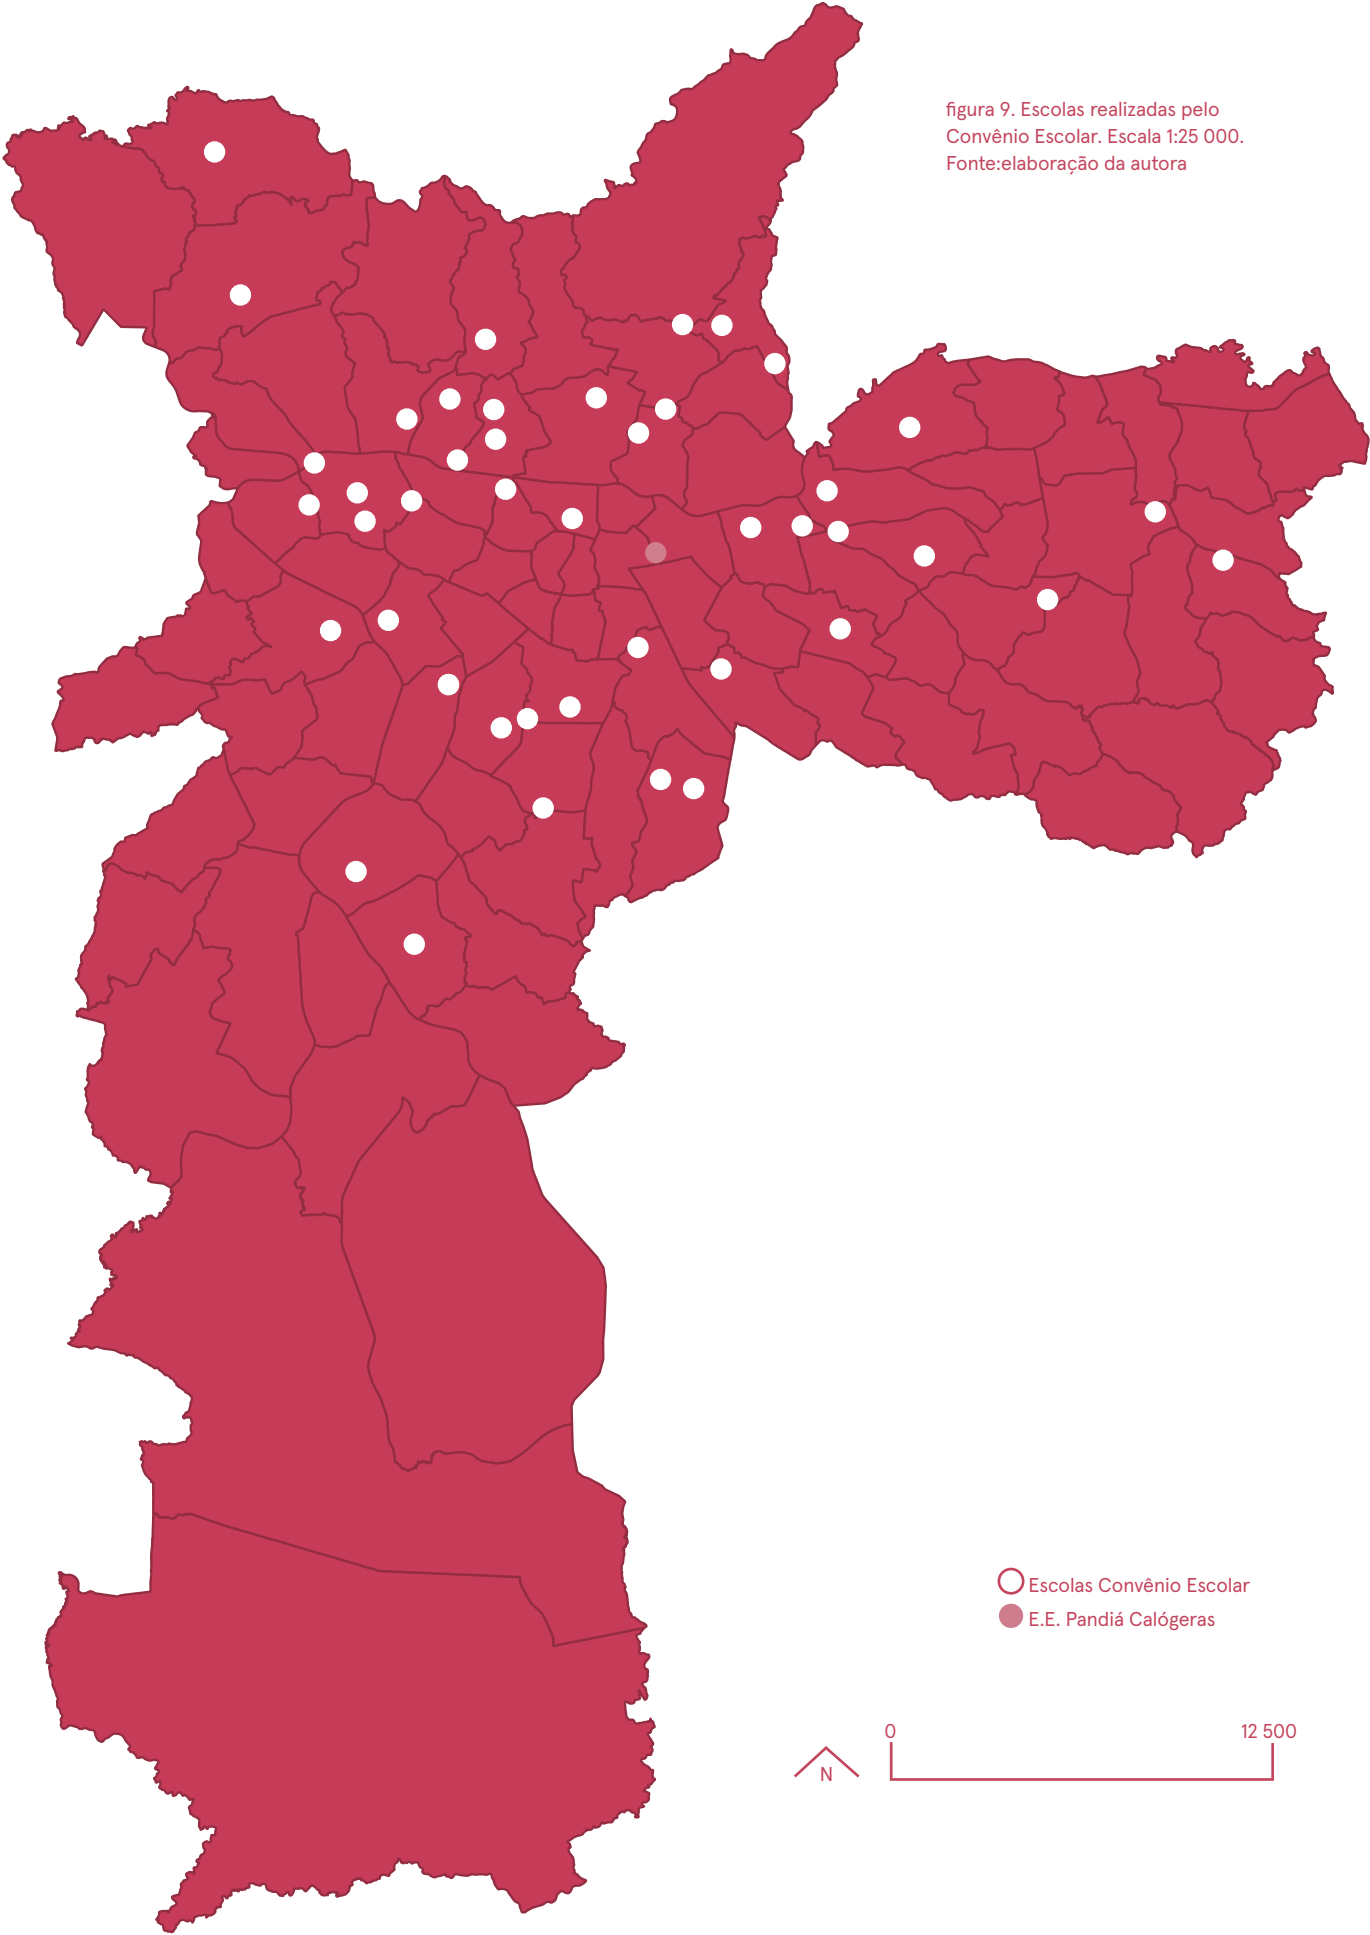 figura 9. Escolas realizadas pelo
Convênio Escolar. Escala 1:25 000.
Fonte:elaboração da autora
Escolas Convênio Escolar
E.E. Pandiá Calógeras
0
12 500
N